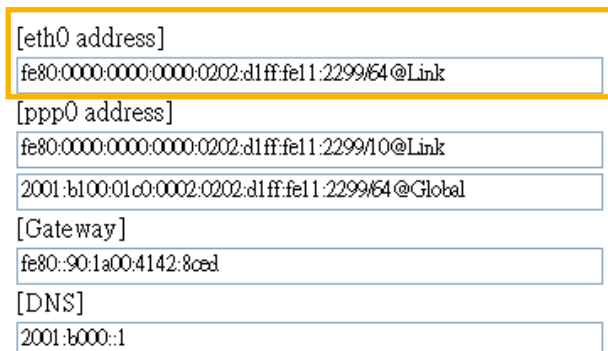 [eth0 address]
fe80:0000:0000:0000:0202:d1ff:fe11:2299/64@Link
[ppp0 address]
fe80:0000:0000:0000:0202:d1ff:fe11:2299/10@Link
2001:b100:01c0:0002:0202:d1ff:fe11:2299/64@Global
[Gateway]
fe80::90:1a00:4142:8ced
[DNS]
2001:b000::1